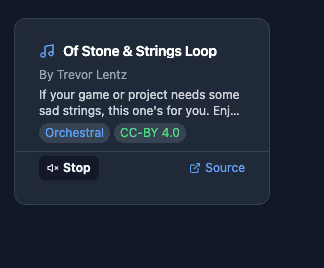 Of Stone & Strings Loop
By Trevor Lentz
If your game or project needs some
sad strings, this one's for you. Enj...
Orchestral CC-BY 4.0
Stop Source